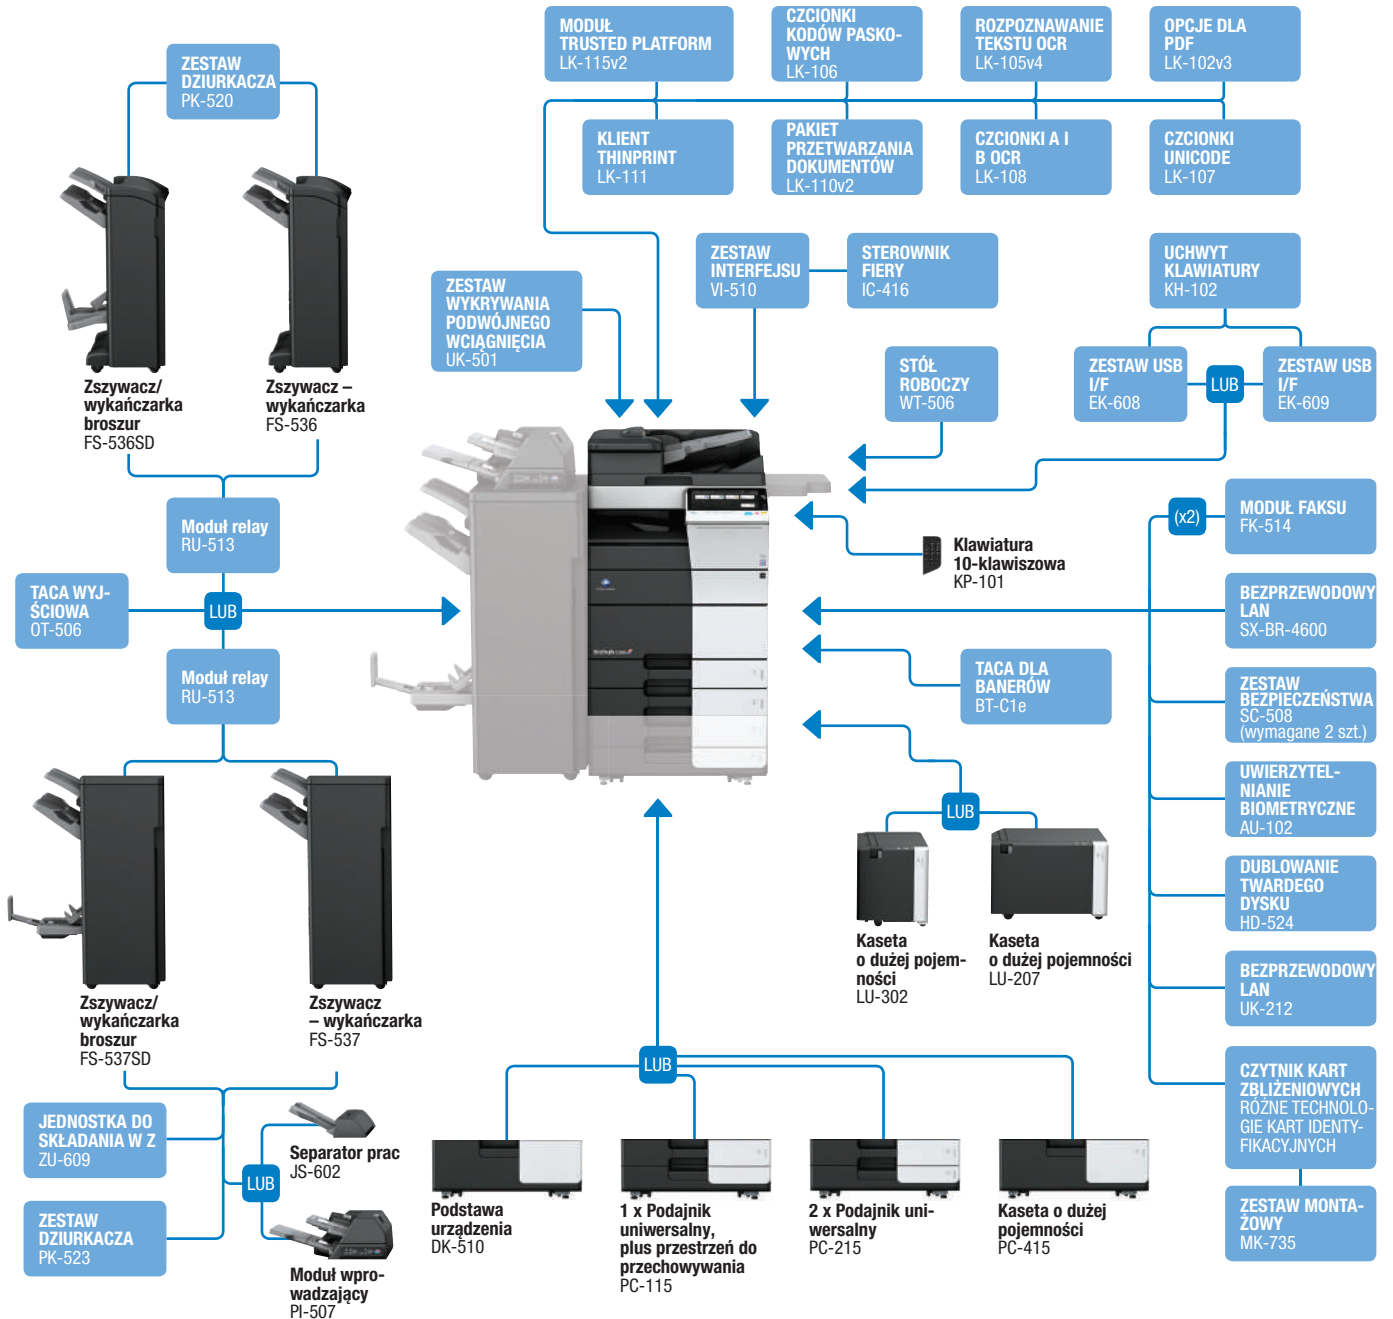 MODUŁ
TRUSTED PLATFORM
LK-115v2
CZCIONKI
KODÓW PASKO-
WYCH
LK-106
ROZPOZNAWANIE
TEKSTU OCR
LK-105v4
OPCJE DLA
PDF
LK-102v3
KLIENT
THINPRINT
LK-111
PAKIET
PRZETWARZANIA
DOKUMENTÓW
LK-110v2
CZCIONKI A I
B OCR
LK-108
CZCIONKI
UNICODE
LK-107
ZESTAW
DZIURKACZA
PK-520
Zszywacz/
wykańczarka
broszur
FS-536SD
Zszywacz –
wykańczarka
FS-536
ZESTAW
WYKRYWANIA
PODWÓJNEGO
WCIĄGNIĘCIA
UK-501
ZESTAW
INTERFEJSU
VI-510
STEROWNIK
FIERY
IC-416
UCHWYT
KLAWIATURY
KH-102
STÓŁ
ROBOCZY
WT-506
ZESTAW USB
I/F
EK-608
LUB
ZESTAW USB
I/F
EK-609
Moduł relay
RU-513
TACA WYJ-
ŚCIOWA
OT-506
LUB
Moduł relay
RU-513
Klawiatura
10-klawiszowa
KP-101
(x2)
MODUŁ FAKSU
FK-514
BEZPRZEWODOWY
LAN
SX-BR-4600
TACA DLA
BANERÓW
BT-C1e
ZESTAW
BEZPIECZEŃSTWA
SC-508
(wymagane 2 szt.)
UWIERZYTEL-
NIANIE
BIOMETRYCZNE
AU-102
DUBLOWANIE
TWARDEGO
DYSKU
HD-524
BEZPRZEWODOWY
LAN
UK-212
CZYTNIK KART
ZBLIŻENIOWYCH
RÓŻNE TECHNOLO-
GIE KART IDENTY-
FIKACYJNYCH
ZESTAW MONTA-
ŻOWY
MK-735
LUB
Kaseta
o dużej pojem-
ności
LU-302
Kaseta
o dużej pojemności
LU-207
Zszywacz/
wykańczarka
broszur
FS-537SD
Zszywacz
– wykańczarka
FS-537
JEDNOSTKA DO
SKŁADANIA W Z
ZU-609
ZESTAW
DZIURKACZA
PK-523
LUB
Separator prac
JS-602
Moduł wpro-
wadzający
PI-507
LUB
Podstawa
urządzenia
DK-510
1 x Podajnik
uniwersalny,
plus przestrzeń do
przechowywania
PC-115
2 x Podajnik uni-
wersalny
PC-215
Kaseta o dużej
pojemności
PC-415